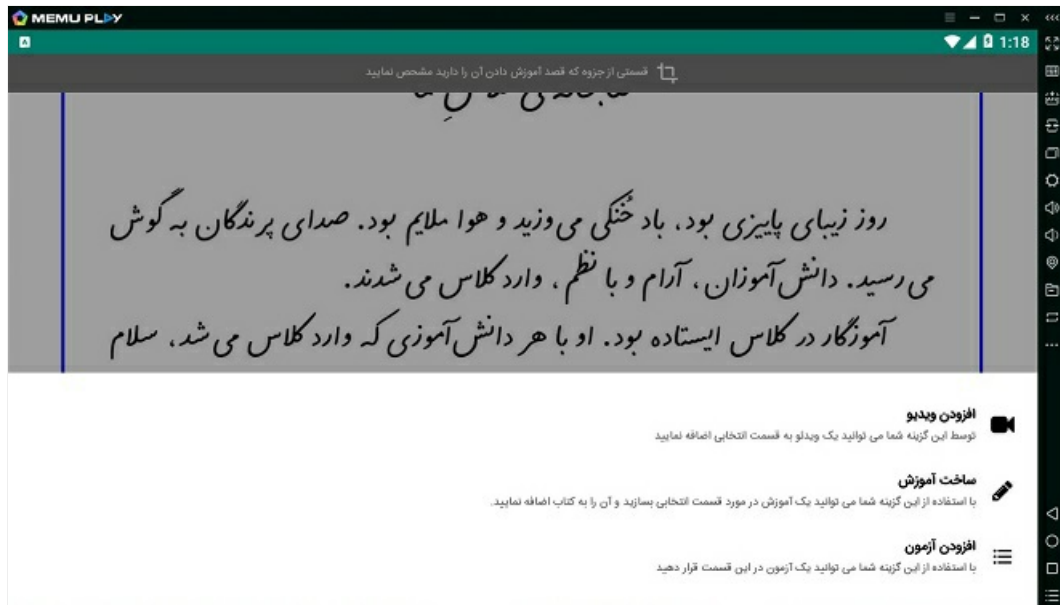 MEMU PLAY
1:18
قسمتی از جزوه که قصد آموزش دادن آن را دارید مشخص نمایید
روز زیبای پاییزی بود، باد خُنَکی می‌وزید و هوا ملایم بود. صدای پرندگان به گوش
می‌رسید. دانش‌آموزان، آرام و با نظم، وارد کلاس می‌شدند.
آموزگار در کلاس ایستاده بود. او با هر دانش‌آموزی که وارد کلاس می‌شد، سلام
افزودن ویدیو
توسط این گزینه شما می توانید یک ویدئو به قسمت انتخابی اضافه نمایید
ساخت آموزش
با استفاده از این گزینه شما می توانید یک آموزش در مورد قسمت انتخابی بسازید و آن را به کتاب اضافه نمایید.
افزودن آزمون
با استفاده از این گزینه شما می توانید یک آزمون در این قسمت قرار دهید